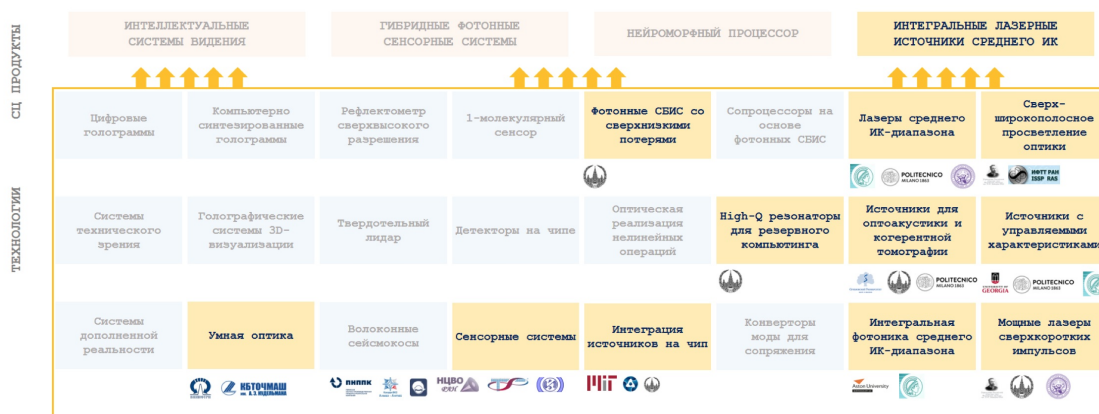 СЦ ПРОДУКТЫ
ИНТЕЛЛЕКТУАЛЬНЫЕ
СИСТЕМЫ ВИДЕНИЯ
ГИБРИДНЫЕ ФОТОННЫЕ
СЕНСОРНЫЕ СИСТЕМЫ
НЕЙРОМОРФНЫЙ ПРОЦЕССОР
ИНТЕГРАЛЬНЫЕ ЛАЗЕРНЫЕ
ИСТОЧНИКИ СРЕДНЕГО ИК
ТЕХНОЛОГИИ
Цифровые
голограммы
Компьютерно
синтезированные
голограммы
Рефлектометр
сверхвысокого
разрешения
1-молекулярный
сенсор
Фотонные СБИС со
сверхнизкими
потерями
Сопроцессоры на
основе
фотонных СБИС
Лазеры среднего
ИК-диапазона
Сверх-
широкополосное
просветление
оптики
POLITECNICO
MILANO 1863
ИФТТ РАН
ISSP RAS
Системы
технического
зрения
Голографические
системы 3D-
визуализации
Твердотельный
лидар
Детекторы на чипе
Оптическая
реализация
нелинейных
операций
High-Q резонаторы
для резервного
компьютинга
Источники для
оптоакустики и
когерентной
томографии
Источники с
управляемыми
характеристиками
POLITECNICO
MILANO 1863
GEORGIA
POLITECNICO
MILANO 1863
Системы
дополненной
реальности
Умная оптика
Волоконные
сейсмокосы
Сенсорные системы
Интеграция
источников на чип
Конверторы
моды для
сопряжения
Интегральная
фотоника среднего
ИК-диапазона
Мощные лазеры
сверхкоротких
импульсов
КБТОЧМАШ
им. А.Э.НУДЕЛЬМАНА
ПНППК
НЦВО
РАН
MIT
Aston University